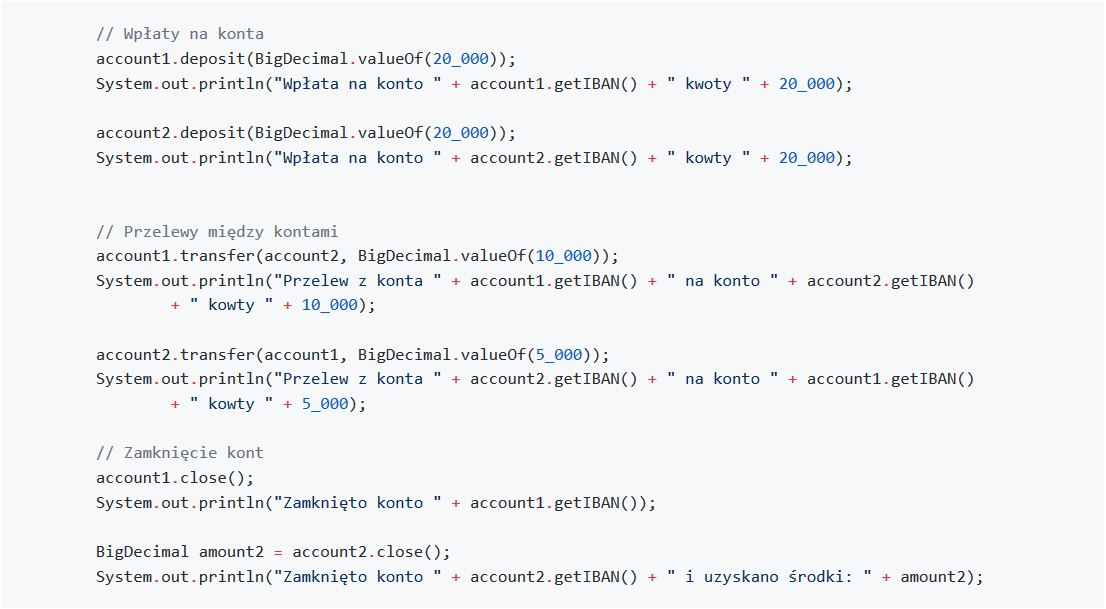 // Wpłaty na konta
account1.deposit(BigDecimal.valueOf(20_000));
System.out.println("Wpłata na konto " + account1.getIBAN() + " kwoty " + 20_000);
account2.deposit(BigDecimal.valueOf(20_000));
System.out.println("Wpłata na konto " + account2.getIBAN() + " kowty " + 20_000);
// Przelewy między kontami
account1.transfer(account2, BigDecimal.valueOf(10_000));
System.out.println("Przelew z konta " + account1.getIBAN() + " na konto " + account2.getIBAN()
+ " kowty " + 10_000);
account2.transfer(account1, BigDecimal.valueOf(5_000));
System.out.println("Przelew z konta " + account2.getIBAN() + " na konto " + account1.getIBAN()
+ " kowty " + 5_000);
// Zamknięcie kont
account1.close();
System.out.println("Zamknięto konto " + account1.getIBAN());
BigDecimal amount2 = account2.close();
System.out.println("Zamknięto konto " + account2.getIBAN() + " i uzyskano środki: " + amount2);